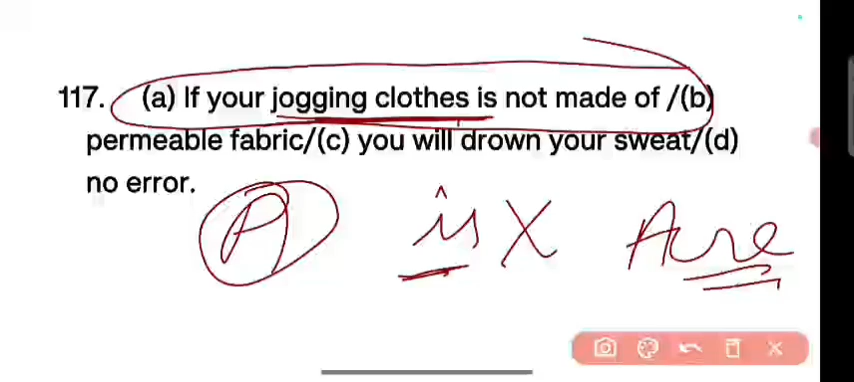 117. (a) If your jogging clothes is not made of /(b)
permeable fabric/(c) you will drown your sweat/(d)
no error.
A is X Are